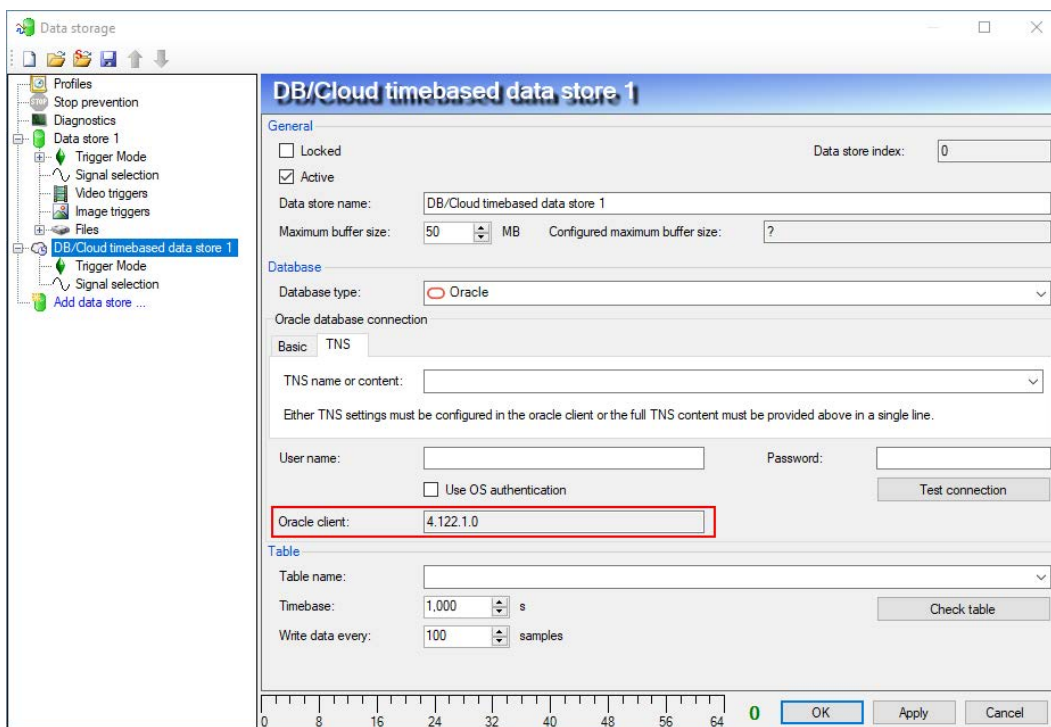 Data storage
Profiles
STOP Stop prevention
Diagnostics
Data store 1
Trigger Mode
Signal selection
Video triggers
Image triggers
Files
DB/Cloud timebased data store 1
Trigger Mode
Signal selection
Add data store ...
DB/Cloud timebased data store 1
General
Locked
Data store index: 0
Active
Data store name: DB/Cloud timebased data store 1
Maximum buffer size: 50 MB Configured maximum buffer size: ?
Database
Database type: Oracle
Oracle database connection
Basic TNS
TNS name or content:
Either TNS settings must be configured in the oracle client or the full TNS content must be provided above in a single line.
User name: Password:
Use OS authentication Test connection
Oracle client: 4.122.1.0
Table
Table name:
Timebase: 1,000 s Check table
Write data every: 100 samples
0 8 16 24 32 40 48 56 64
0 OK Apply Cancel